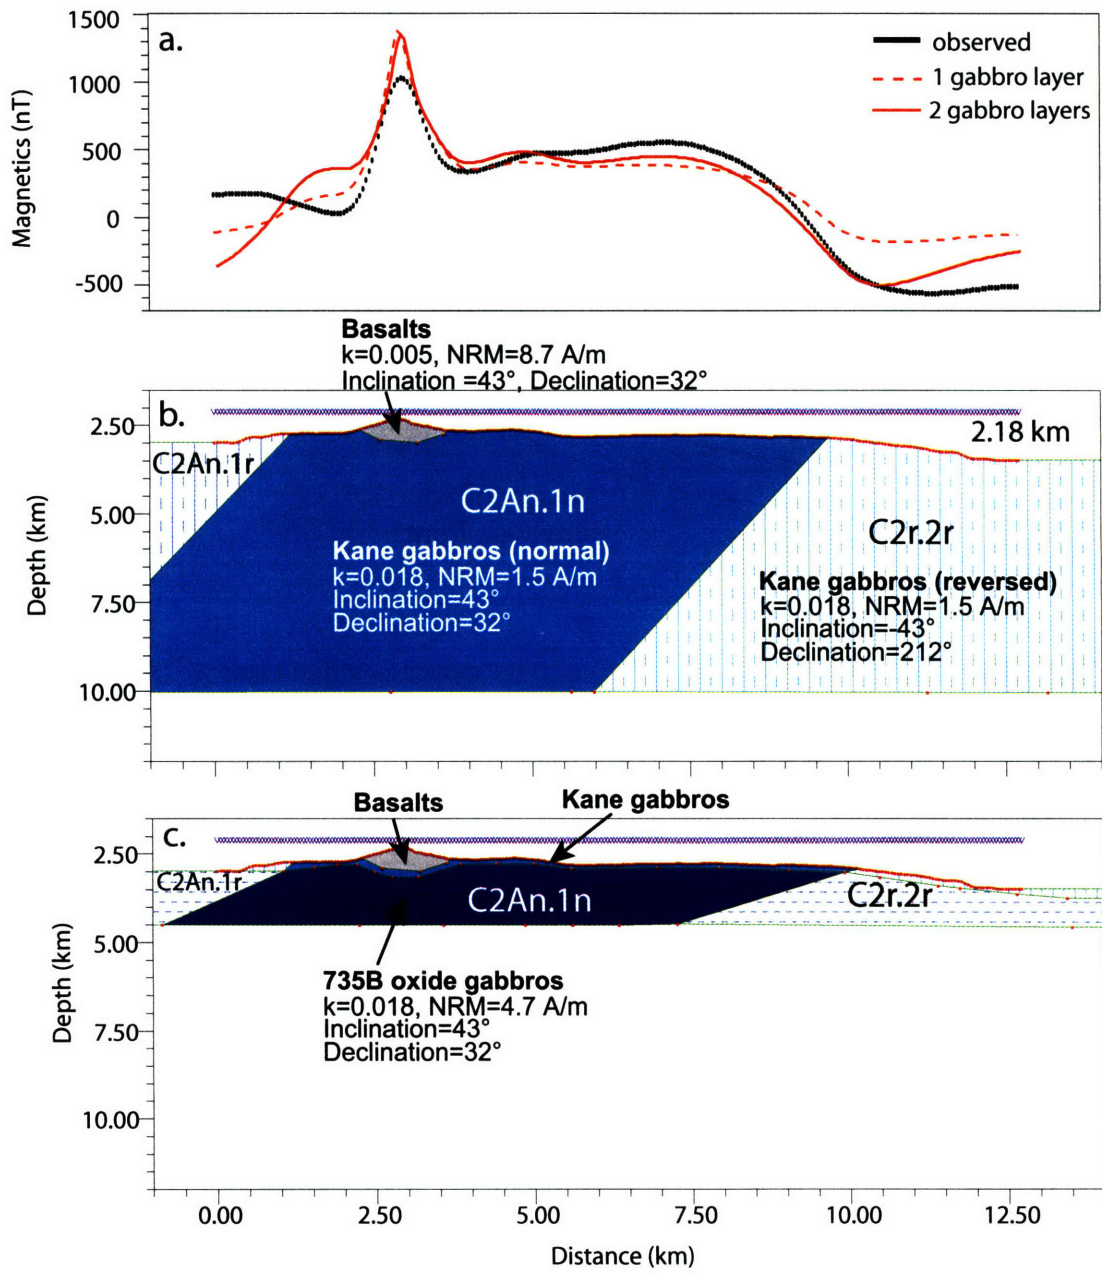 a.
1500
1000
500
0
-500
Magnetics (nT)
observed
1 gabbro layer
2 gabbro layers
Basalts
k=0.005, NRM=8.7 A/m
Inclination =43°, Declination=32°
b.
2.50
5.00
7.50
10.00
Depth (km)
2.18 km
C2An.1r
C2An.1n
C2r.2r
Kane gabbros (normal)
k=0.018, NRM=1.5 A/m
Inclination=43°
Declination=32°
Kane gabbros (reversed)
k=0.018, NRM=1.5 A/m
Inclination=-43°
Declination=212°
Basalts
Kane gabbros
c.
2.50
5.00
7.50
10.00
Depth (km)
C2An.1r
C2An.1n
C2r.2r
735B oxide gabbros
k=0.018, NRM=4.7 A/m
Inclination=43°
Declination=32°
0.00 2.50 5.00 7.50 10.00 12.50
Distance (km)